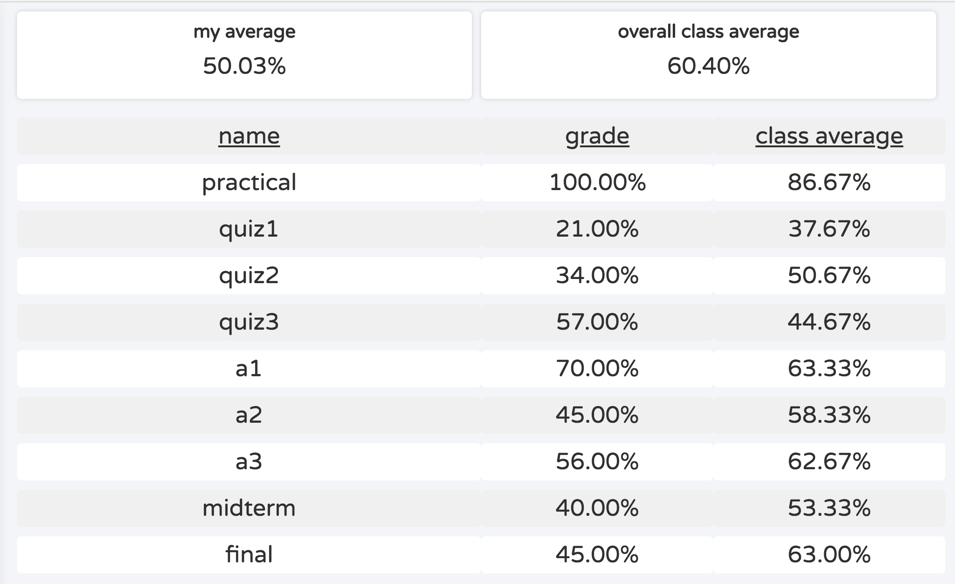 my average overall class average
50.03% 60.40%
name grade class average
practical 100.00% 86.67%
quiz1 21.00% 37.67%
quiz2 34.00% 50.67%
quiz3 57.00% 44.67%
a1 70.00% 63.33%
a2 45.00% 58.33%
a3 56.00% 62.67%
midterm 40.00% 53.33%
final 45.00% 63.00%